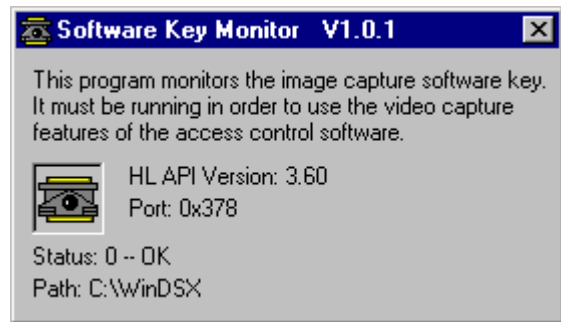 Software Key Monitor V1.0.1
This program monitors the image capture software key.
It must be running in order to use the video capture
features of the access control software.
HL API Version: 3.60
Port: 0x378
Status: 0 -- OK
Path: C:\WinDSX